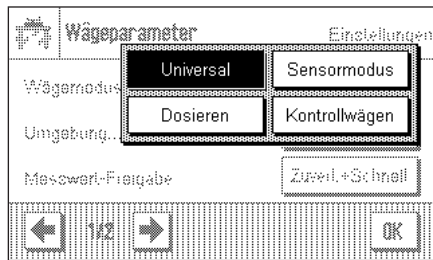 Wägeparameter Einstellungen
Universal Sensormodus
Wägemodus
Dosieren Kontrollwägen
Umgebung...
Messwert-Freigabe Zuverl.+Schnell
1/2 OK